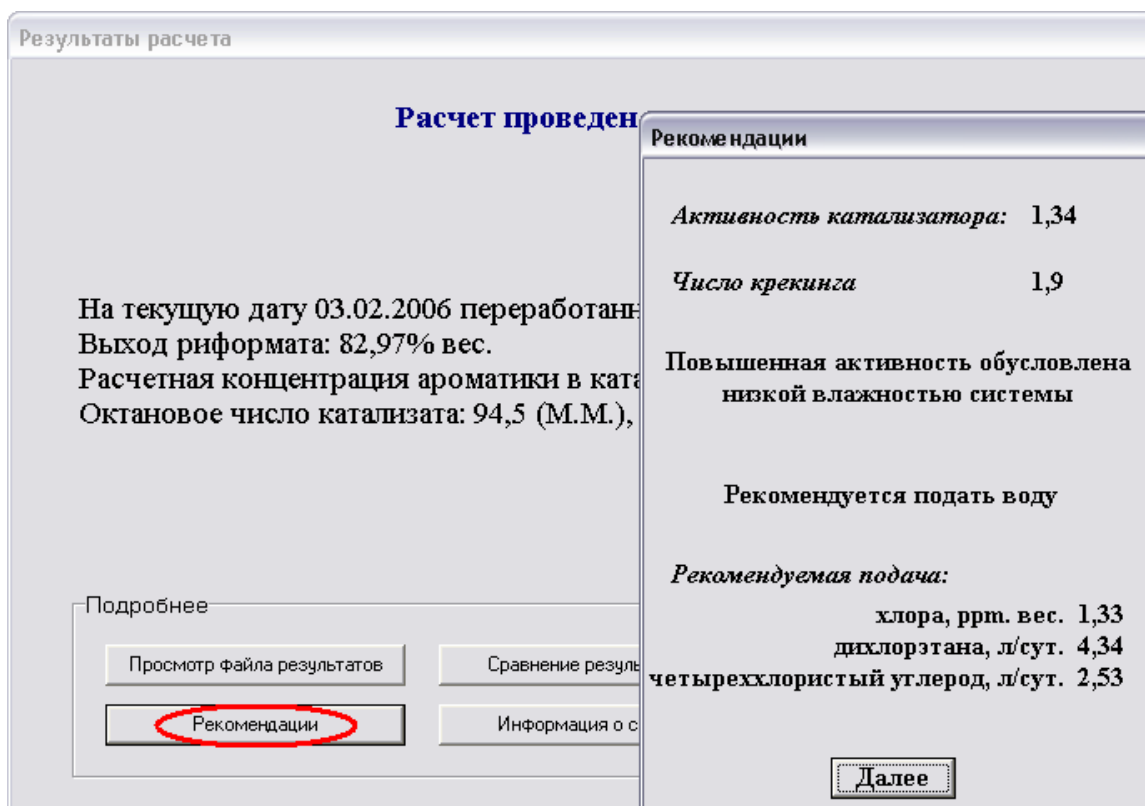 Результаты расчета
Расчет проведен
На текущую дату 03.02.2006
Выход риформата: 82,97% вес.
Расчетная концентрация ароматики в
Октановое число катализата: 94,5 (М.М.),
Подробнее
Просмотр файла результатов
Сравнение
Рекомендации
Информация о
Рекомендации
Активность катализатора: 1,34
Число крекинга 1,9
Повышенная активность обусловлена
низкой влажностью системы
Рекомендуется подать воду
Рекомендуемая подача:
хлора, ppm. вес. 1,33
дихлорэтана, л/сут. 4,34
четыреххлористый углерод, л/сут. 2,53
Далее